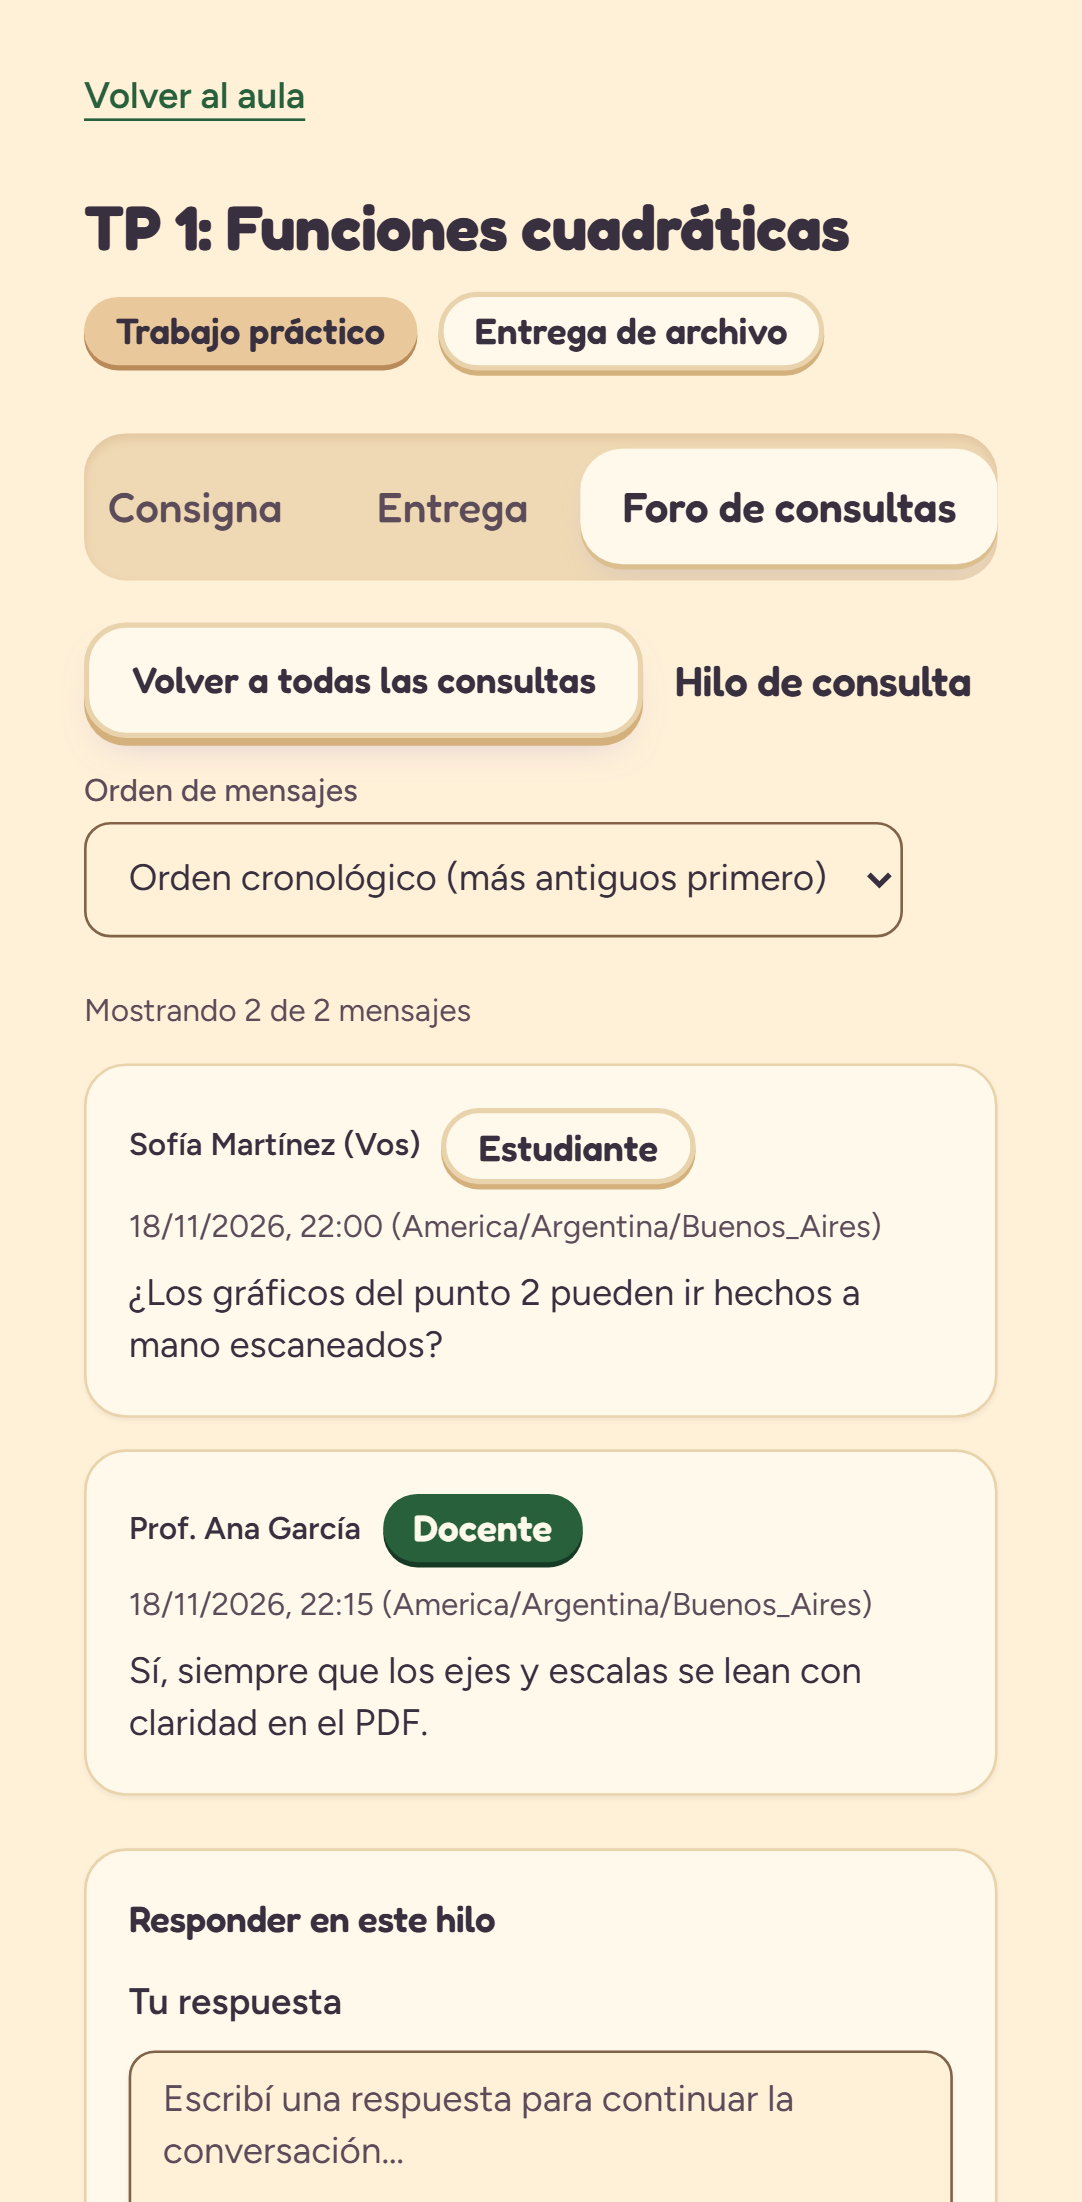 Volver al aula
TP 1: Funciones cuadráticas
Trabajo práctico Entrega de archivo
Consigna Entrega Foro de consultas
Volver a todas las consultas Hilo de consulta
Orden de mensajes
Orden cronológico (más antiguos primero)
Mostrando 2 de 2 mensajes
Sofía Martínez (Vos) Estudiante
18/11/2026, 22:00 (America/Argentina/Buenos_Aires)
¿Los gráficos del punto 2 pueden ir hechos a
mano escaneados?
Prof. Ana García Docente
18/11/2026, 22:15 (America/Argentina/Buenos_Aires)
Sí, siempre que los ejes y escalas se lean con
claridad en el PDF.
Responder en este hilo
Tu respuesta
Escribí una respuesta para continuar la
conversación...